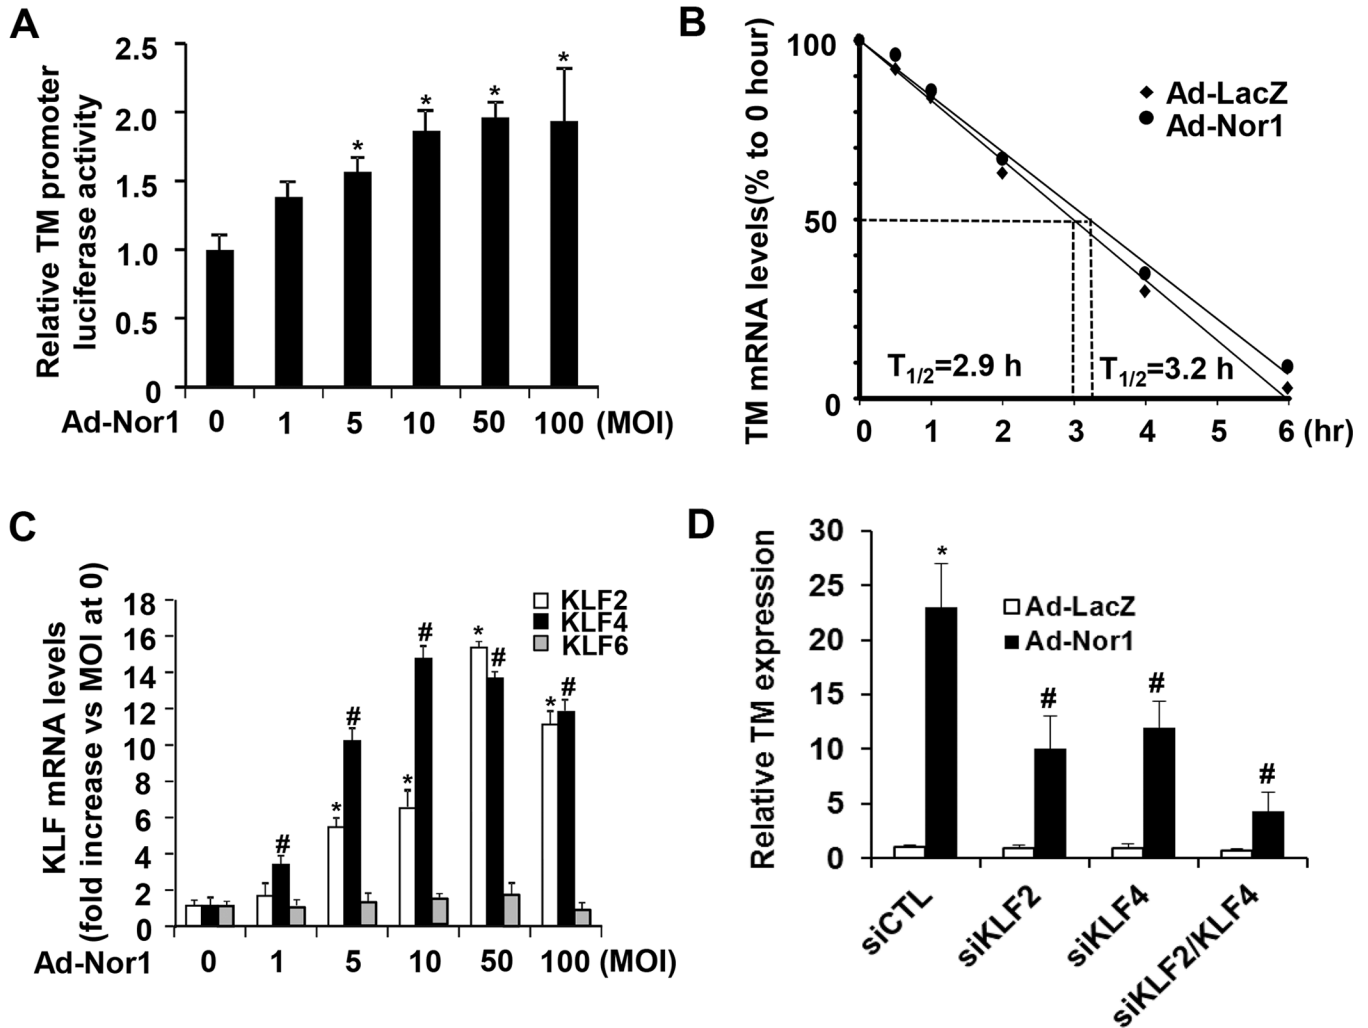 A
Relative TM promoter
luciferase activity
2.5
2.0
1.5
1.0
0.5
0
* * * *
Ad-Nor1 0 1 5 10 50 100 (MOI)
B
TM mRNA levels(% to 0 hour)
100
50
0
Ad-LacZ
Ad-Nor1
T1/2=2.9 h T1/2=3.2 h
0 1 2 3 4 5 6 (hr)
C
KLF mRNA levels
(fold increase vs MOI at 0)
18
16
14
12
10
8
6
4
2
0
KLF2
KLF4
KLF6
# * # * # * # * #
Ad-Nor1 0 1 5 10 50 100 (MOI)
D
Relative TM expression
30
25
20
15
10
5
0
Ad-LacZ
Ad-Nor1
* # # #
siCTL
siKLF2
siKLF4
siKLF2/KLF4